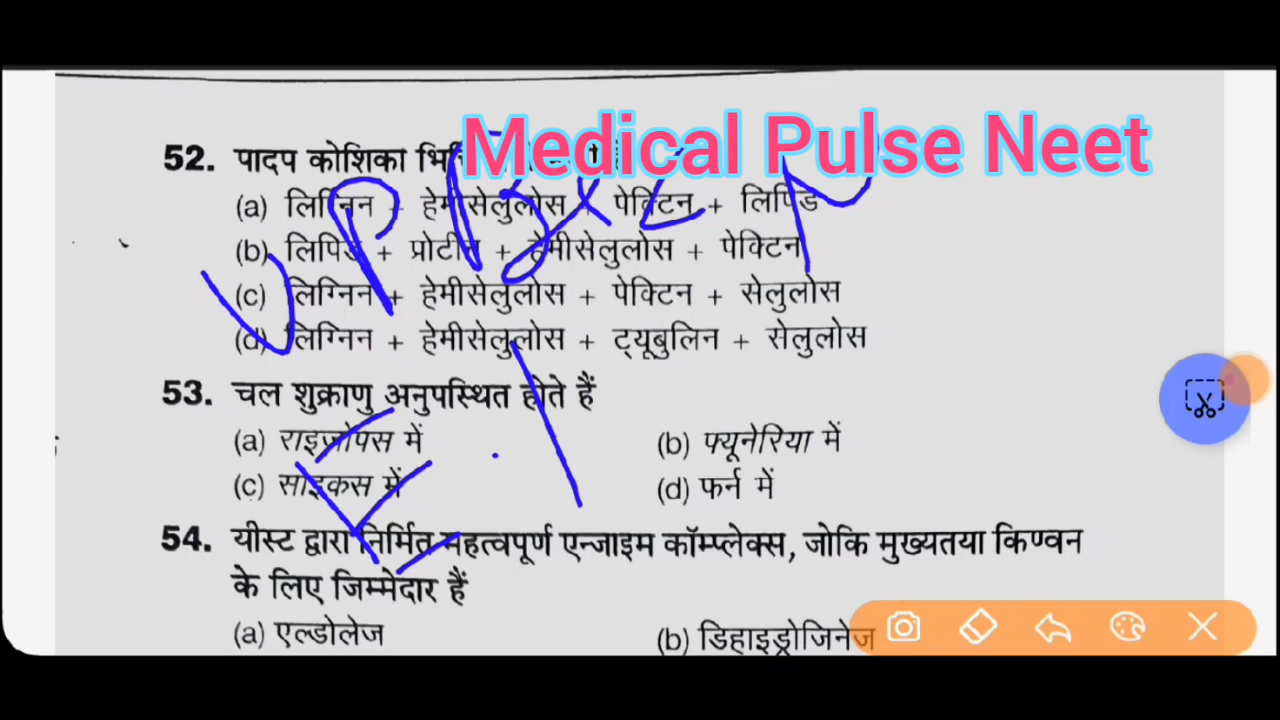 Medical Pulse Neet
52. पादप कोशिका
(a) लिग्निन + हेमीसेलुलोस + पेक्टिन + लिपिड
(b) लिपिड + प्रोटीन + हेमीसेलुलोस + पेक्टिन
(c) लिग्निन + हेमीसेलुलोस + पेक्टिन + सेलुलोस
(d) लिग्निन + हेमीसेलुलोस + ट्यूबुलिन + सेलुलोस
53. चल शुक्राणु अनुपस्थित होते हैं
(a) राइज़ोपस में (b) फ्यूनेरिया में
(c) साइकस में (d) फर्न में
54. यीस्ट द्वारा निर्मित महत्वपूर्ण एन्जाइम कॉम्प्लेक्स, जोकि मुख्यतया किण्वन
के लिए जिम्मेदार हैं
(a) एल्डोलेज (b) डिहाइड्रोजिनेज